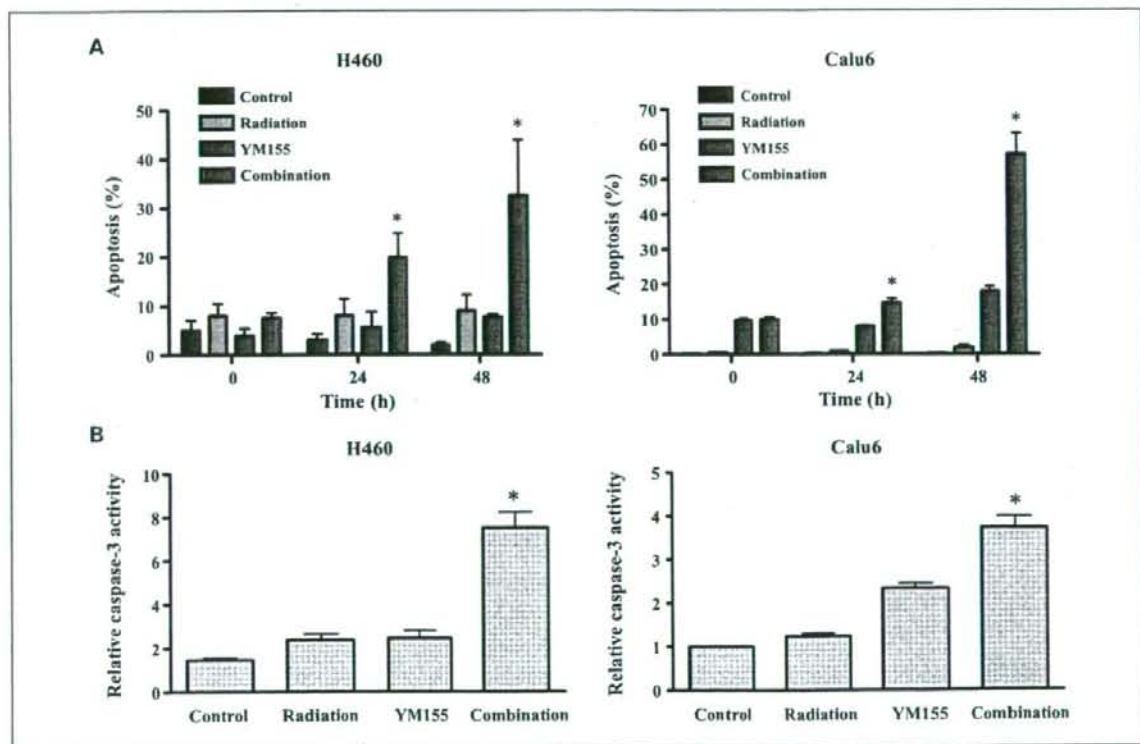 A
H460
Control
Radiation
YM155
Combination
Apoptosis (%)
50
40
30
20
10
0
*
*
0
24
48
Time (h)
Calu6
Control
Radiation
YM155
Combination
Apoptosis (%)
70
60
50
40
30
20
10
0
*
*
0
24
48
Time (h)
B
H460
Relative caspase-3 activity
10
8
6
4
2
0
*
Control Radiation YM155 Combination
Calu6
Relative caspase-3 activity
5
4
3
2
1
0
*
Control Radiation YM155 Combination